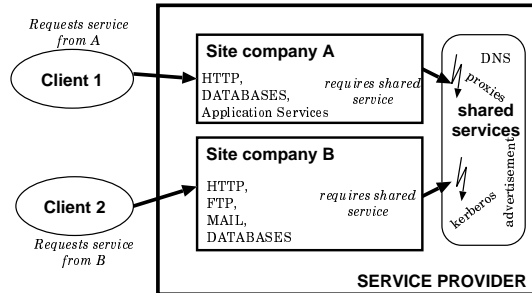 Requests service
from A
Client 1
Site company A
HTTP,
DATABASES,
Application Services
requires shared
service
DNS
proxies
shared
services
advertisement
kerberos
Site company B
HTTP,
FTP,
MAIL,
DATABASES
requires shared
service
Client 2
Requests service
from B
SERVICE PROVIDER